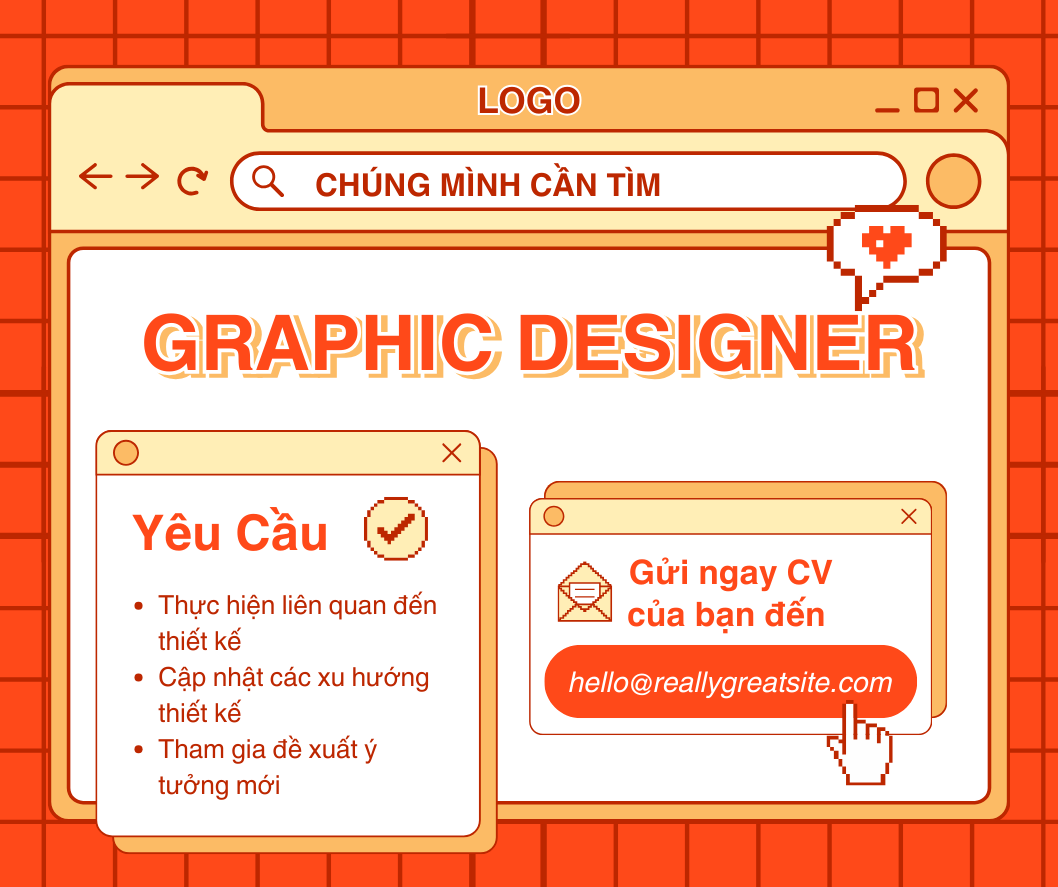 LOGO
CHÚNG MÌNH CẦN TÌM
GRAPHIC DESIGNER
Yêu Cầu
• Thực hiện liên quan đến
thiết kế
• Cập nhật các xu hướng
thiết kế
• Tham gia đề xuất ý
tưởng mới
Gửi ngay CV
của bạn đến
hello@reallygreatsite.com